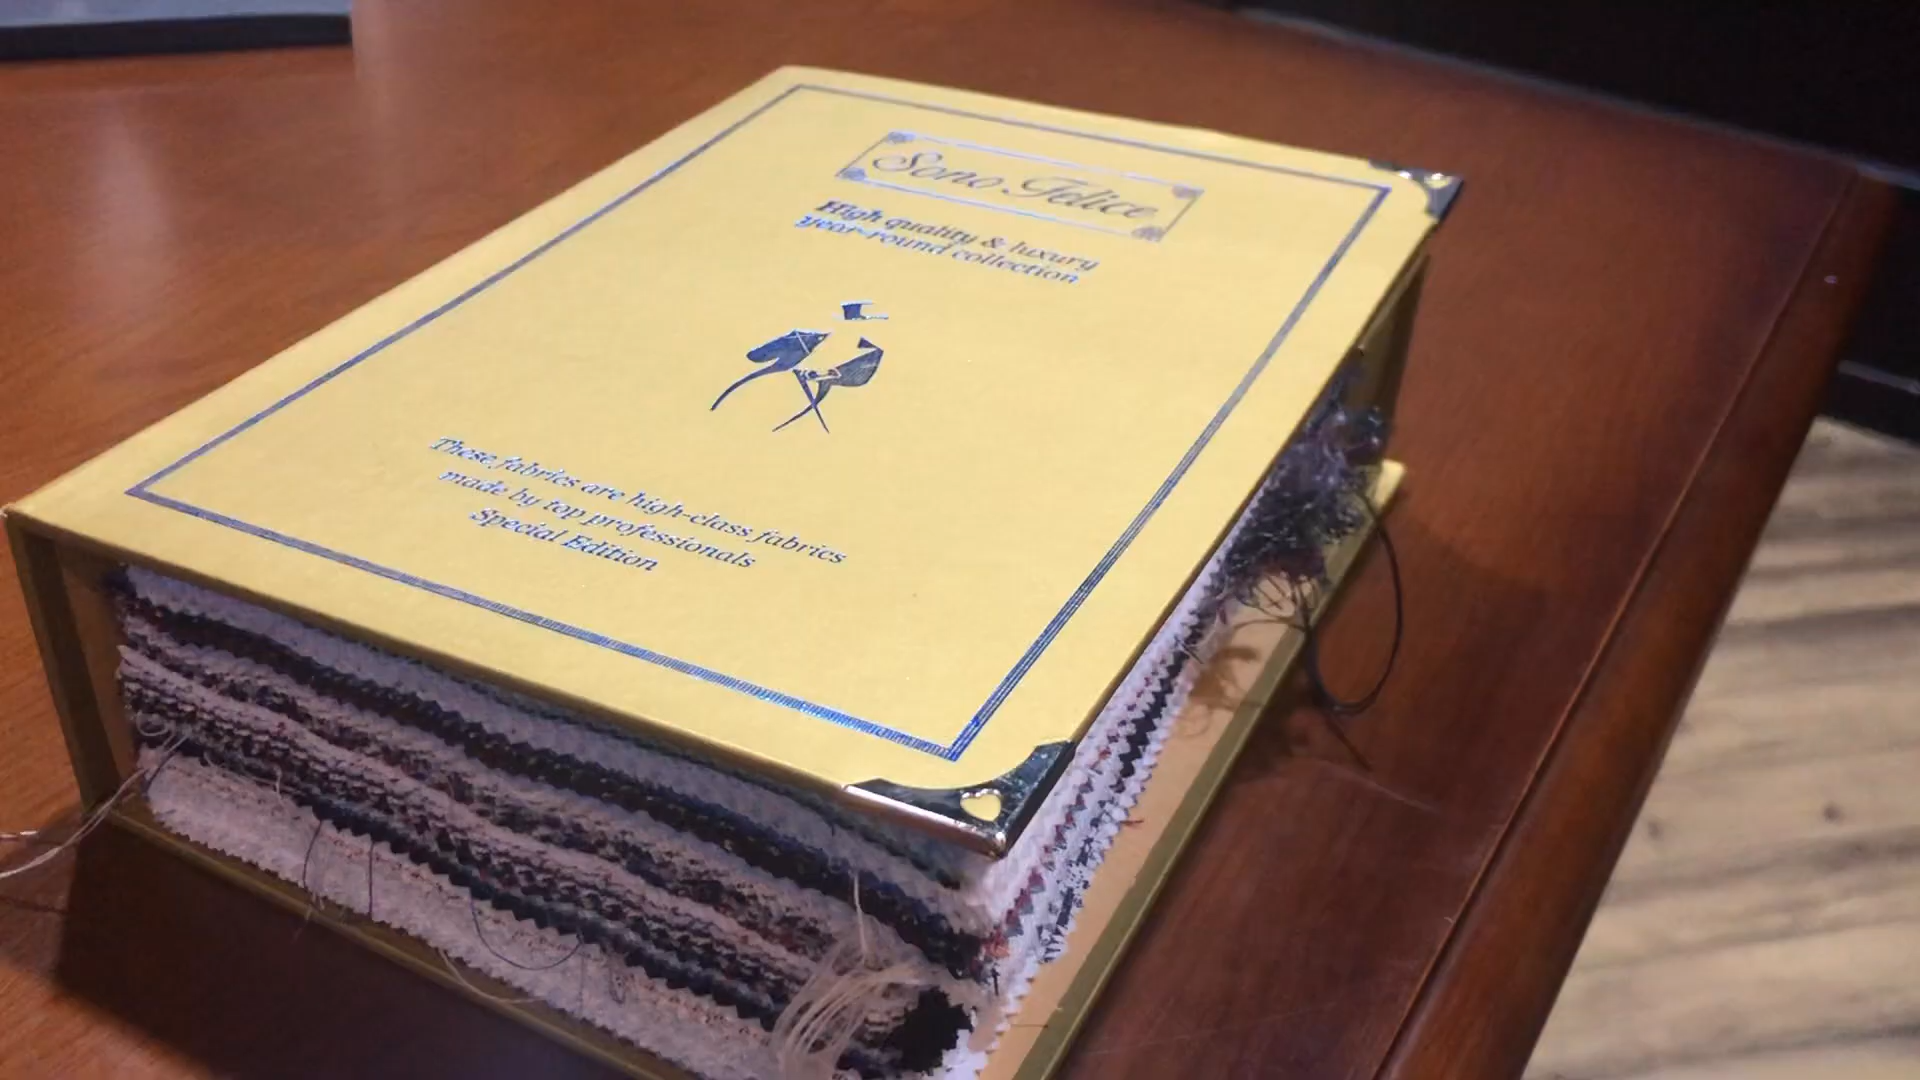 Sono Felice
High quality & luxury
year-round collection
These fabrics are high-class fabrics
made by top professionals
Special Edition